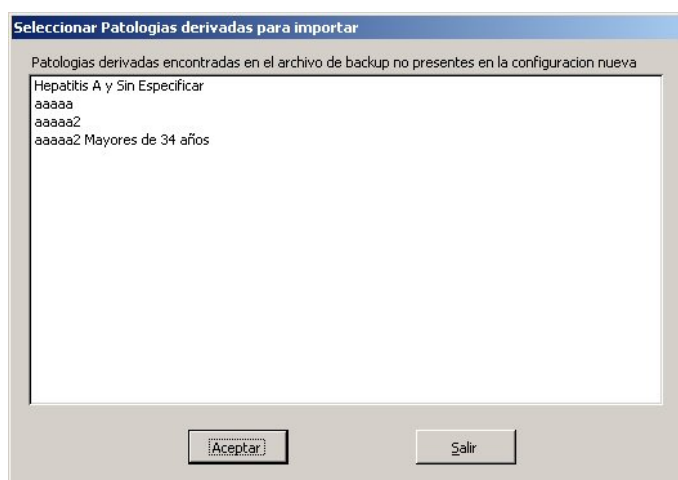 Seleccionar Patologias derivadas para importar
Patologias derivadas encontradas en el archivo de backup no presentes en la configuracion nueva
Hepatitis A y Sin Especificar
aaaaa
aaaaa2
aaaaa2 Mayores de 34 años
Aceptar
Salir